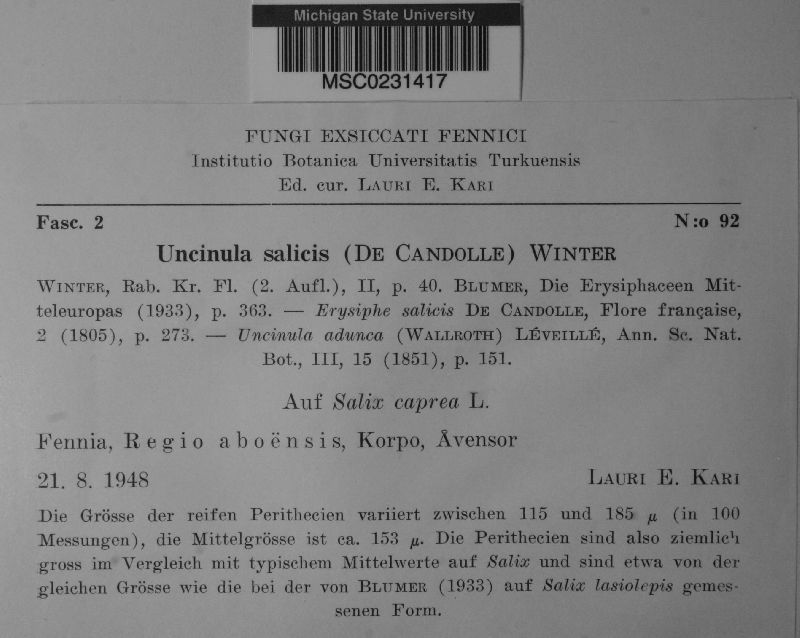 Michigan State University
MSC0231417
FUNGI EXSICCATI FENNICI
Institutio Botanica Universitatis Turkuensis
Ed. cur. LAURI E. KARI
Fasc. 2 N:o 92
Uncinula salicis (DE CANDOLLE) WINTER
WINTER, Rab. Kr. Fl. (2. Aufl.), II, p. 40. BLUMER, Die Erysiphaceen Mit-
teleuropas (1933), p. 363. — Erysiphe salicis DE CANDOLLE, Flore française,
2 (1805), p. 273. — Uncinula adunca (WALLROTH) LÉVEILLÉ, Ann. Sc. Nat.
Bot., III, 15 (1851), p. 151.
Auf Salix caprea L.
Fennia, Regio aboënsis, Korpo, Åvensor
21. 8. 1948 LAURI E. KARI
Die Grösse der reifen Perithecien variiert zwischen 115 und 185 μ (in 100
Messungen), die Mittelgrösse ist ca. 153 μ. Die Perithecien sind also ziemlich
gross im Vergleich mit typischem Mittelwerte auf Salix und sind etwa von der
gleichen Grösse wie die bei der von BLUMER (1933) auf Salix lasiolepis gemes-
senen Form.